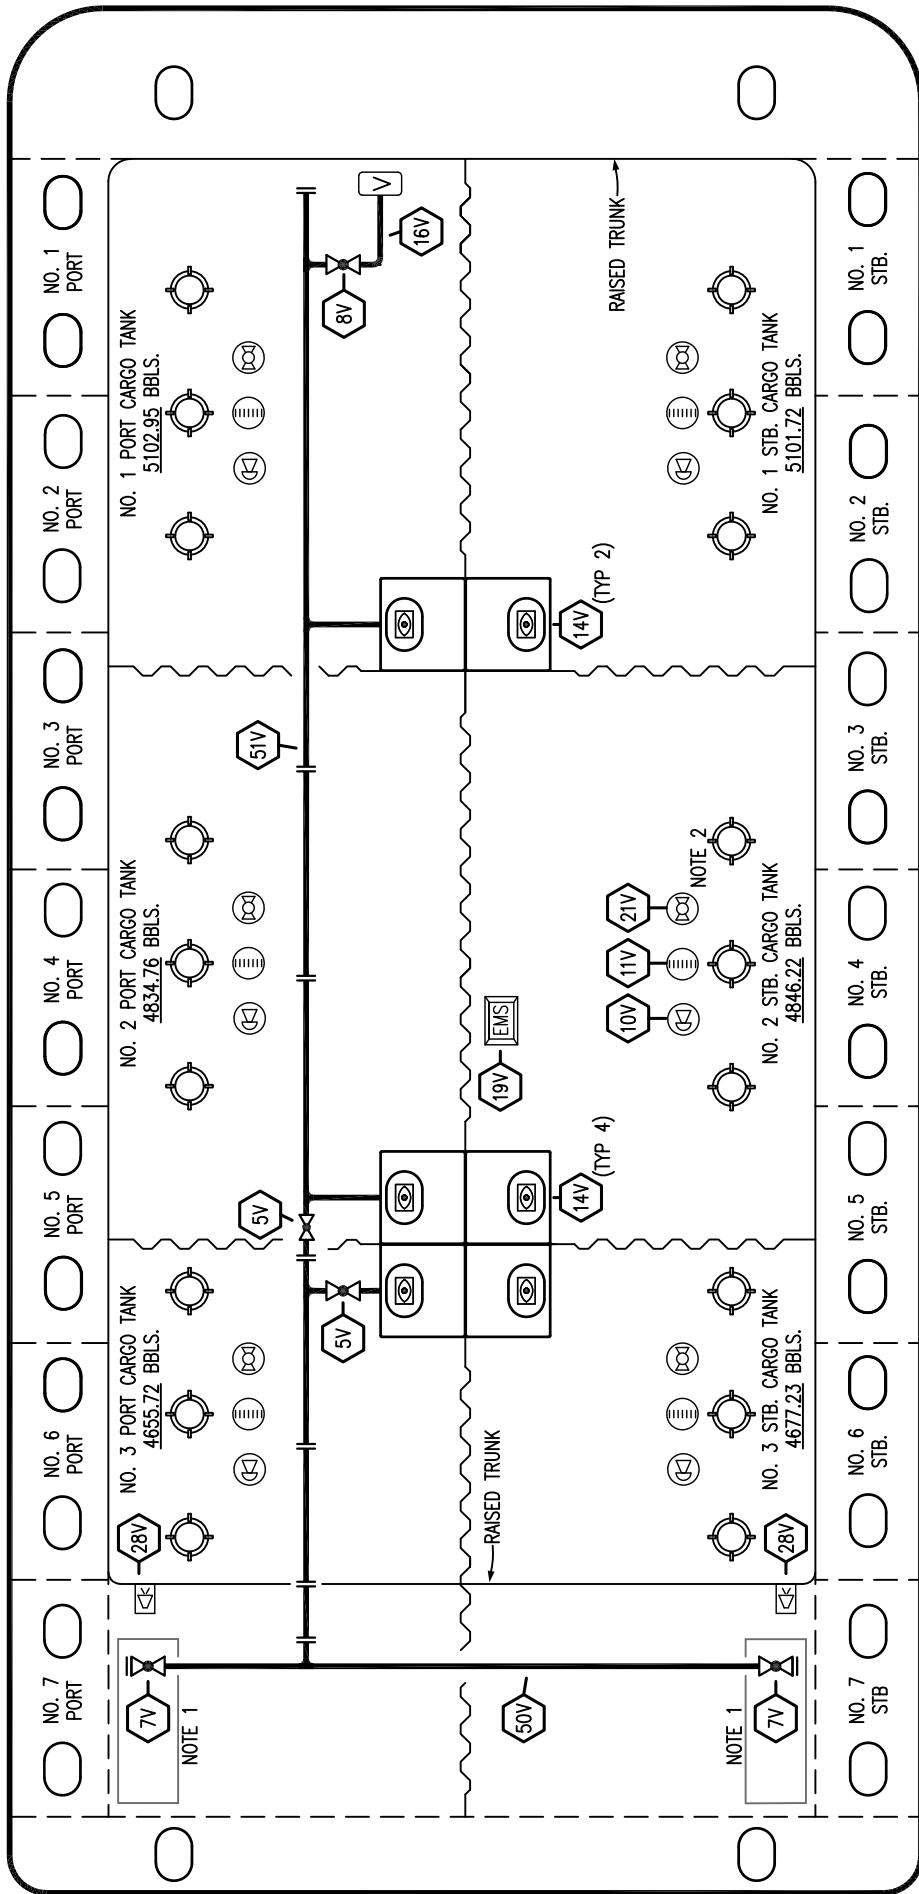 NO. 1
PORT
NO. 2
PORT
NO. 3
PORT
NO. 4
PORT
NO. 5
PORT
NO. 6
PORT
NO. 7
PORT
NO. 1 PORT CARGO TANK
5102.95 BBLS.
NO. 2 PORT CARGO TANK
4834.76 BBLS.
NO. 3 PORT CARGO TANK
4655.72 BBLS.
28V
7V
NOTE 1
V
16V
8V
51V
5V
5V
RAISED TRUNK
14V
(TYP 2)
EMS
19V
14V
(TYP 4)
RAISED TRUNK
50V
21V
11V
10V
NOTE 2
NO. 1 STB. CARGO TANK
5101.72 BBLS.
NO. 2 STB. CARGO TANK
4846.22 BBLS.
NO. 3 STB. CARGO TANK
4677.23 BBLS.
28V
7V
NOTE 1
NO. 1
STB.
NO. 2
STB.
NO. 3
STB.
NO. 4
STB.
NO. 5
STB.
NO. 6
STB.
NO. 7
STB